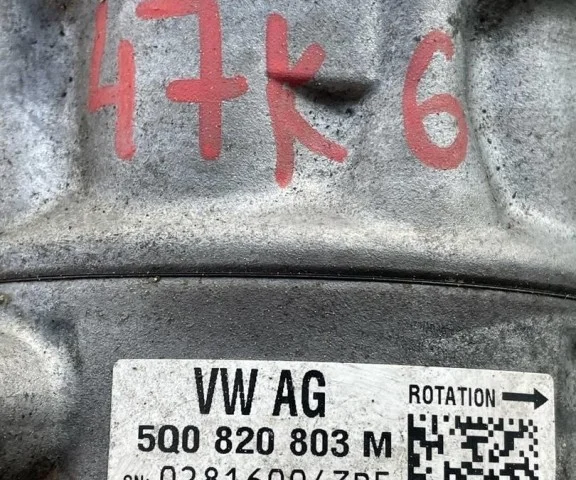 47K 6
VW AG
ROTATION →
5Q0 820 803 M